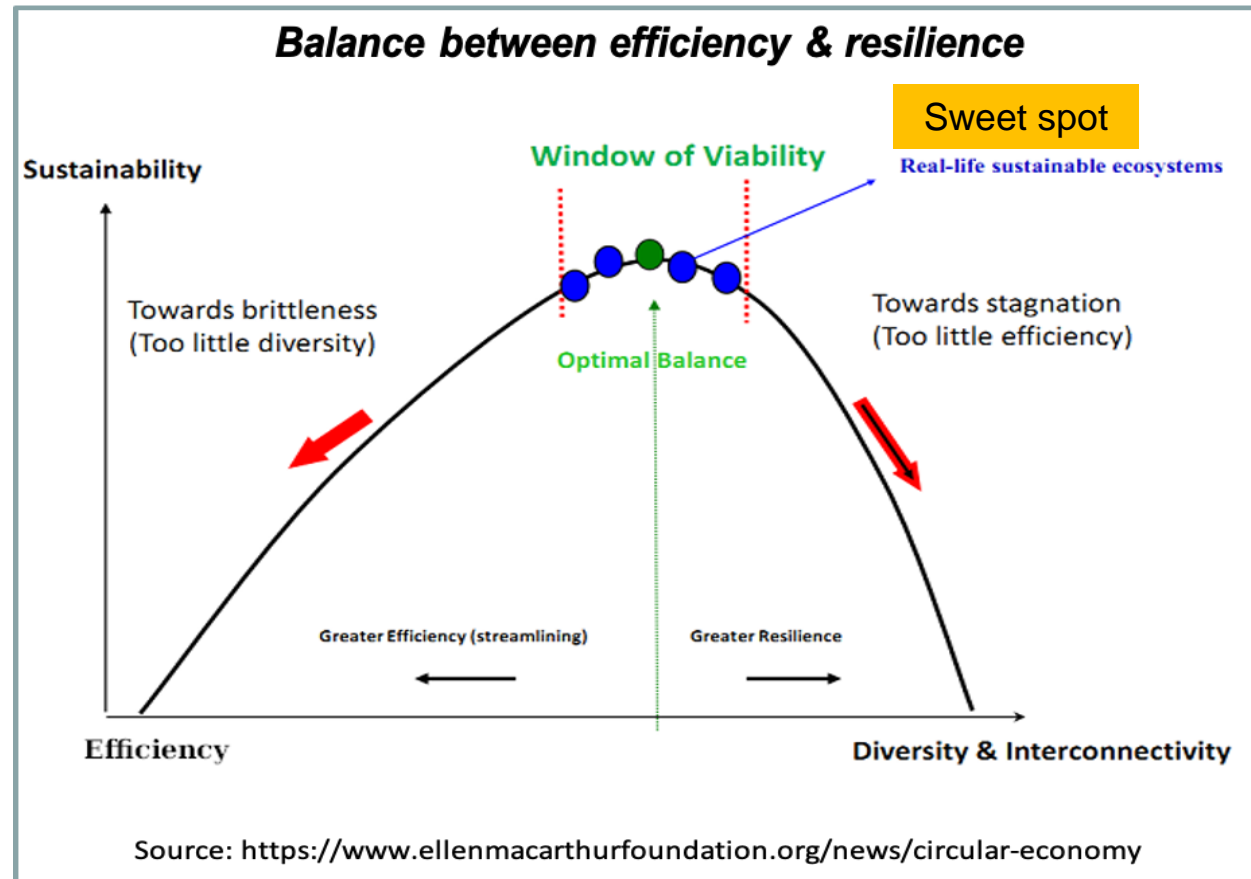 Balance between efficiency & resilience
Sweet spot
Window of Viability
Real-life sustainable ecosystems
Sustainability
Towards brittleness
(Too little diversity)
Towards stagnation
(Too little efficiency)
Optimal Balance
Greater Efficiency (streamlining)
Greater Resilience
Efficiency
Diversity & Interconnectivity
Source: https://www.ellenmacarthurfoundation.org/news/circular-economy